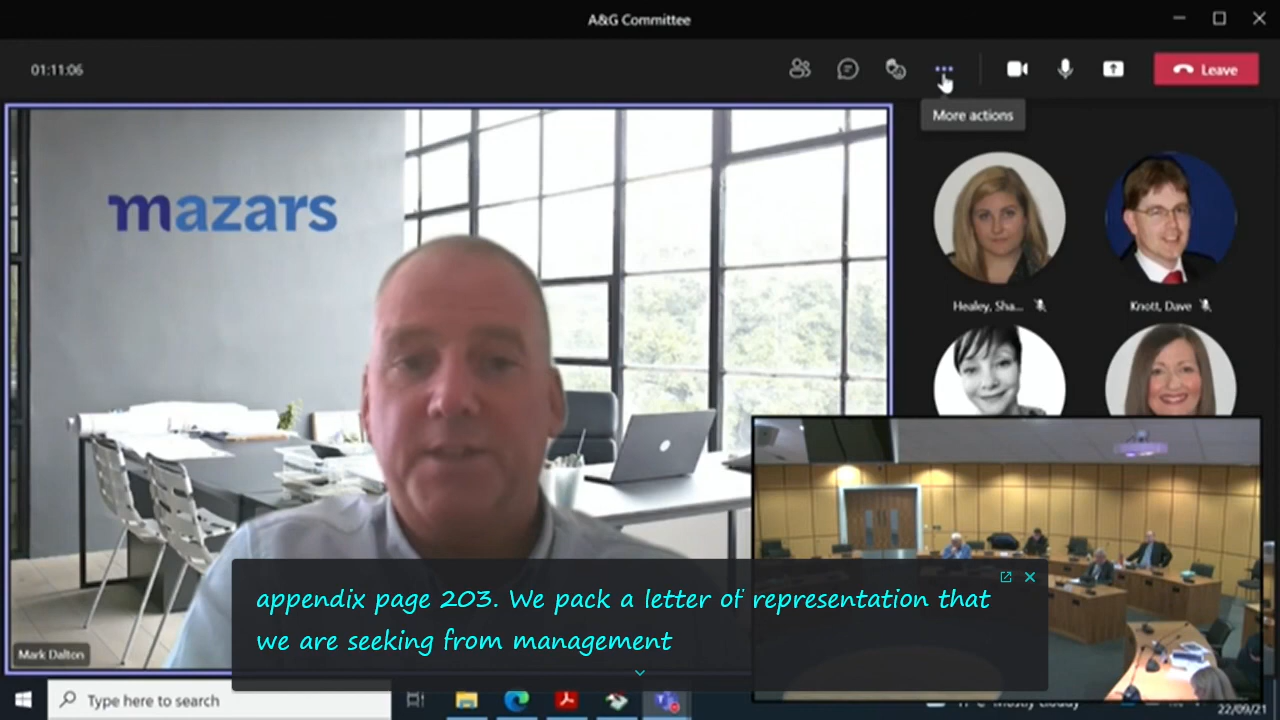 A&G Committee
01:11:06
Leave
More actions
mazars
Healey, Sha...
Knott, Dave
appendix page 203. We pack a letter of representation that
we are seeking from management
Mark Dalton
Type here to search
22/09/21